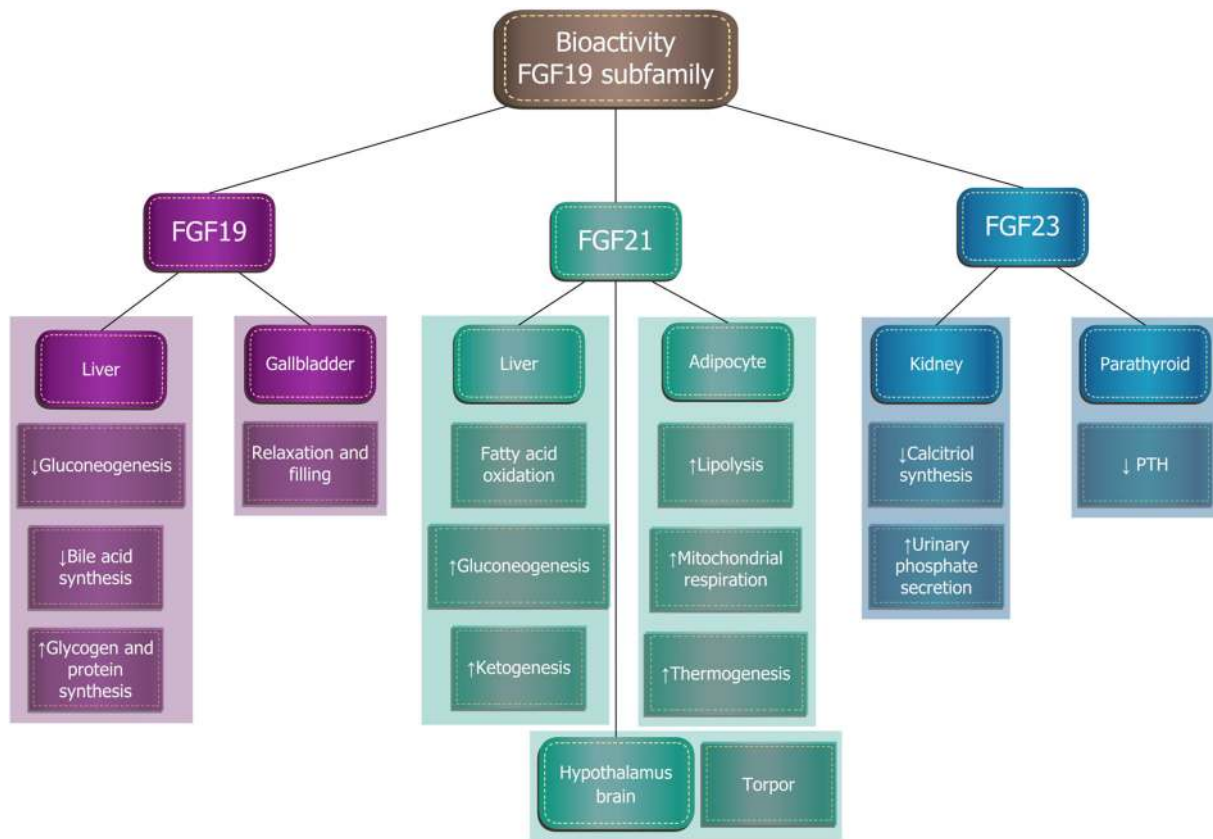 Bioactivity
FGF19 subfamily
FGF19
FGF21
FGF23
Liver
↓Gluconeogenesis
↓Bile acid
synthesis
↑Glycogen and
protein
synthesis
Gallbladder
Relaxation and
filling
Liver
Fatty acid
oxidation
↑Gluconeogenesis
↑Ketogenesis
Adipocyte
↑Lipolysis
↑Mitochondrial
respiration
↑Thermogenesis
Hypothalamus
brain
Torpor
Kidney
↓Calcitriol
synthesis
↑Urinary
phosphate
secretion
Parathyroid
↓ PTH